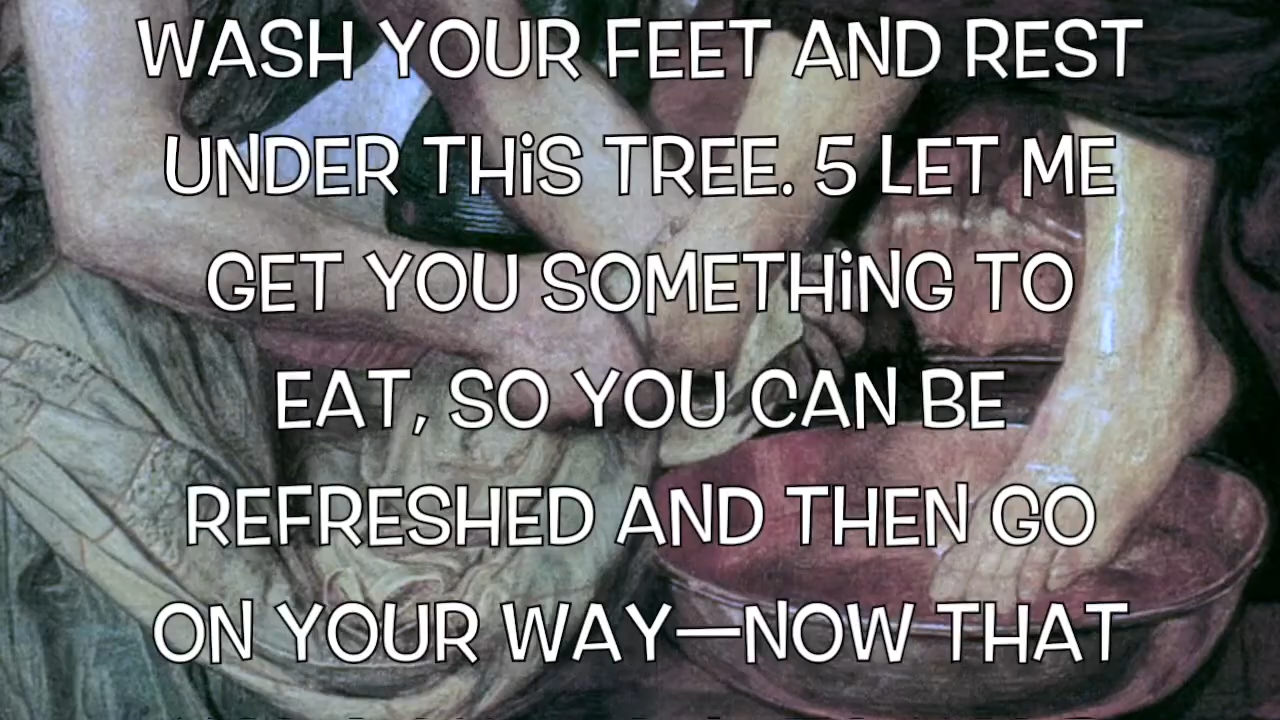 WASH YOUR FEET AND REST
UNDER THiS TREE. 5 LET ME
GET YOU SOMETHiNG TO
EAT, SO YOU CAN BE
REFRESHED AND THEN GO
ON YOUR WAY—NOW THAT